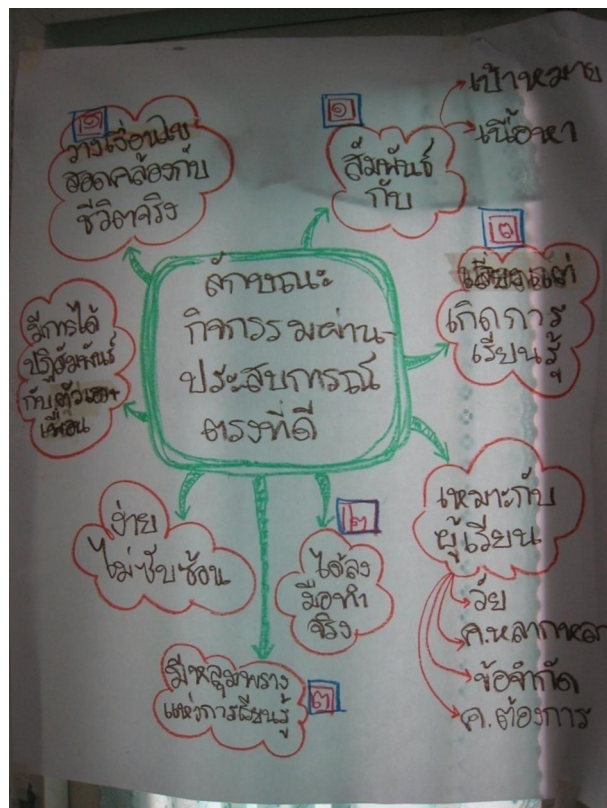 ลักษณะ
กิจกรรมผ่าน
ประสบการณ์
ตรงที่ดี
๑
สัมพันธ์
กับ
เป้าหมาย
เนื้อหา
๗
เกิดการ
เรียนรู้
เหมาะกับ
ผู้เรียน
วัย
ค.หลากหลา
ข้อจำกัด
ค.ต้องการ
๒
ได้ลง
มือทำ
จริง
๓
มีหลุมพราง
แห่งการเรียนรู้
ง่าย
ไม่ซับซ้อน
มีการได้
ปฏิสัมพันธ์
กับตัวเอง+
เพื่อน
วางเงื่อนไข
สอดคล้องกับ
ชีวิตจริง